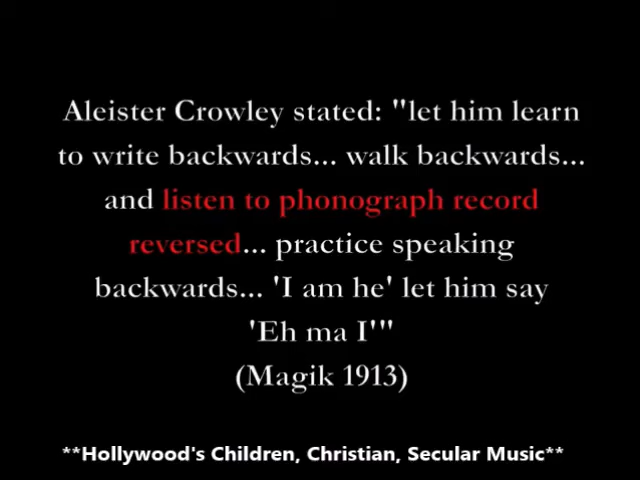 Aleister Crowley stated: "let him learn
to write backwards... walk backwards...
and listen to phonograph record
reversed... practice speaking
backwards... 'I am he' let him say
'Eh ma I'"
(Magik 1913)
**Hollywood's Children, Christian, Secular Music**